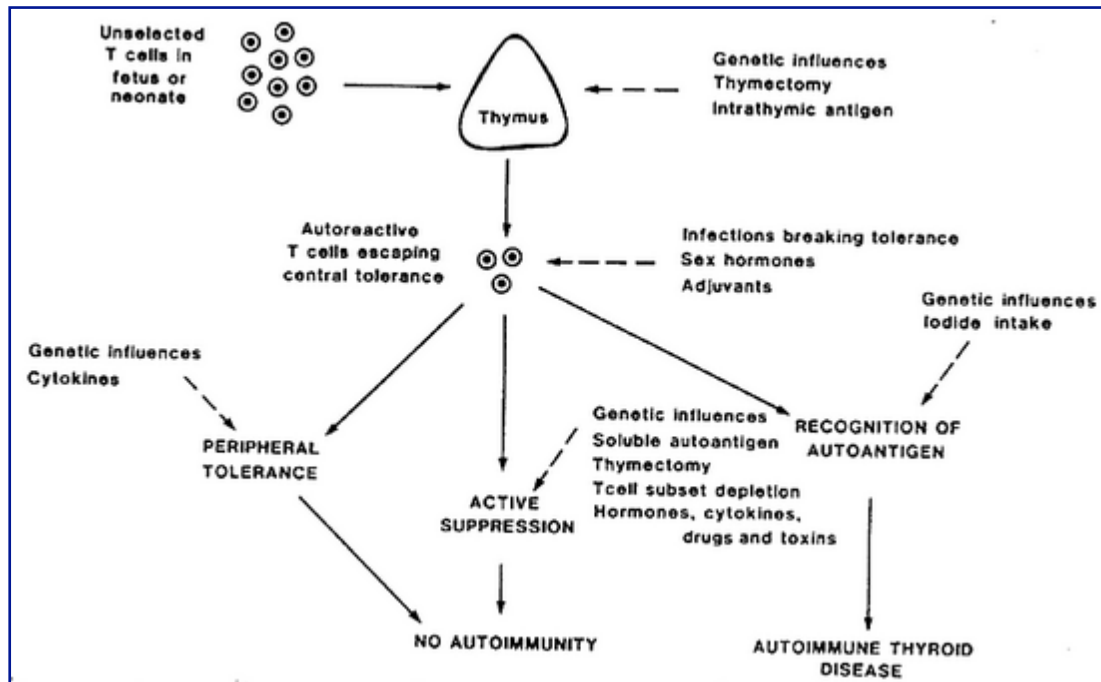 Unselected
T cells in
fetus or
neonate
Thymus
Genetic influences
Thymectomy
Intrathymic antigen
Autoreactive
T cells escaping
central tolerance
Infections breaking tolerance
Sex hormones
Adjuvants
Genetic influences
Iodide intake
Genetic influences
Cytokines
PERIPHERAL
TOLERANCE
Genetic influences
Soluble autoantigen
Thymectomy
Tcell subset depletion
Hormones, cytokines,
drugs and toxins
ACTIVE
SUPPRESSION
RECOGNITION OF
AUTOANTIGEN
NO AUTOIMMUNITY
AUTOIMMUNE THYROID
DISEASE